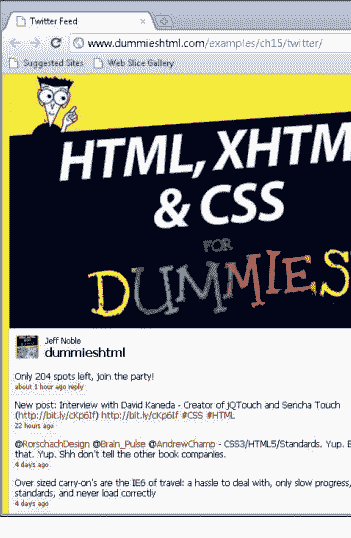 Twitter Feed
www.dummieshtml.com/examples/ch15/twitter/
Suggested Sites Web Slice Gallery
HTML, XHTM
& CSS
FOR
DUMMIES
Jeff Noble
dummieshtml
Only 204 spots left, join the party!
about 1 hour ago reply
New post: Interview with David Kaneda - Creator of jQTouch and Sencha Touch
(http://bit.ly/cKp6If) http://bit.ly/cKp6If #CSS #HTML
22 hours ago
@RorschachDesign @Brain_Pulse @AndrewChamp - CSS3/HTML5/Standards. Yup. E
that. Yup. Shh don't tell the other book companies.
4 days ago
Over sized carry-on's are the IE6 of travel: a hassle to deal with, only slow progress,
standards, and never load correctly
4 days ago